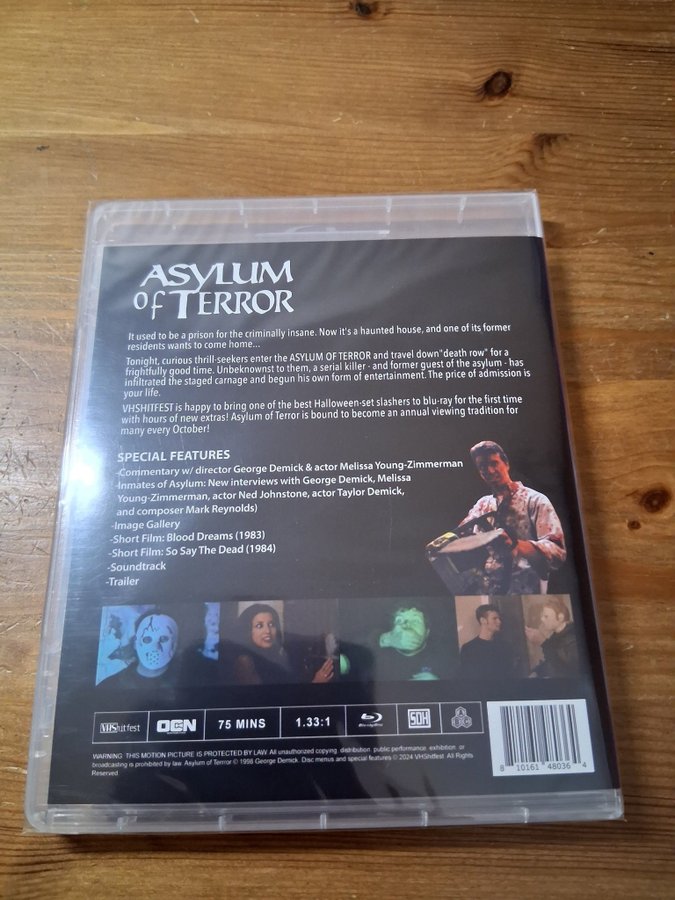 ASYLUM
OF TERROR
It used to be a prison for the criminally insane. Now it's a haunted house, and one of its former
residents wants to come home...
Tonight, curious thrill-seekers enter the ASYLUM OF TERROR and travel down"death row" for a
frightfully good time. Unbeknownst to them, a serial killer - and former guest of the asylum - has
infiltrated the staged carnage and begun his own form of entertainment. The price of admission is
your life.
VHSHITFEST is happy to bring one of the best Halloween-set slashers to blu-ray for the first time
with hours of new extras! Asylum of Terror is bound to become an annual viewing tradition for
many every October!
SPECIAL FEATURES
-Commentary w/ director George Demick & actor Melissa Young-Zimmerman
-Inmates of Asylum: New interviews with George Demick, Melissa
Young-Zimmerman, actor Ned Johnstone, actor Taylor Demick,
and composer Mark Reynolds)
-Image Gallery
-Short Film: Blood Dreams (1983)
-Short Film: So Say The Dead (1984)
-Soundtrack
-Trailer
VHShitfest OCN 75 MINS 1.33:1 Blu-ray Disc SDH
WARNING: THIS MOTION PICTURE IS PROTECTED BY LAW. All unauthorized copying, distribution, public performance, exhibition, or
broadcasting is prohibited by law. Asylum of Terror © 1998 George Demick. Disc menus and special features © 2024 VHShitfest. All Rights
Reserved
8 10161 48036 4